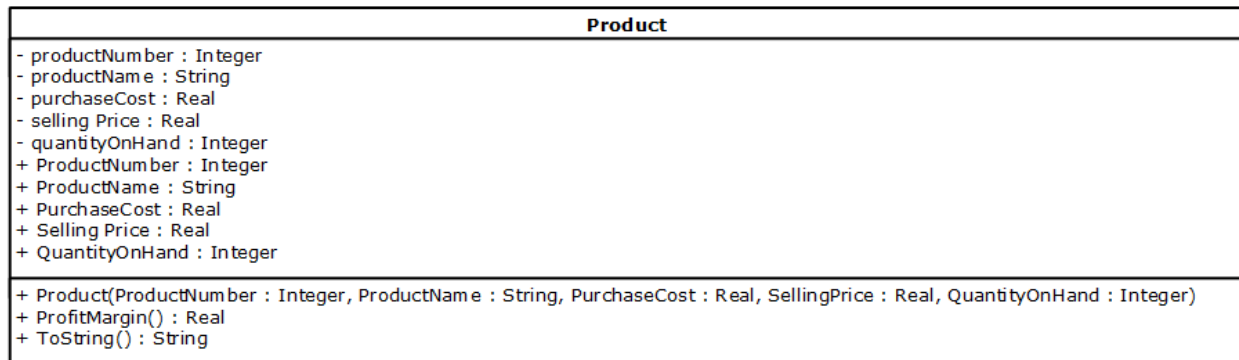 Product
- productNumber : Integer
- productName : String
- purchaseCost : Real
- selling Price : Real
- quantityOnHand : Integer
+ ProductNumber : Integer
+ ProductName : String
+ PurchaseCost : Real
+ Selling Price : Real
+ QuantityOnHand : Integer
+ Product(ProductNumber : Integer, ProductName : String, PurchaseCost : Real, SellingPrice : Real, QuantityOnHand : Integer)
+ ProfitMargin() : Real
+ ToString() : String